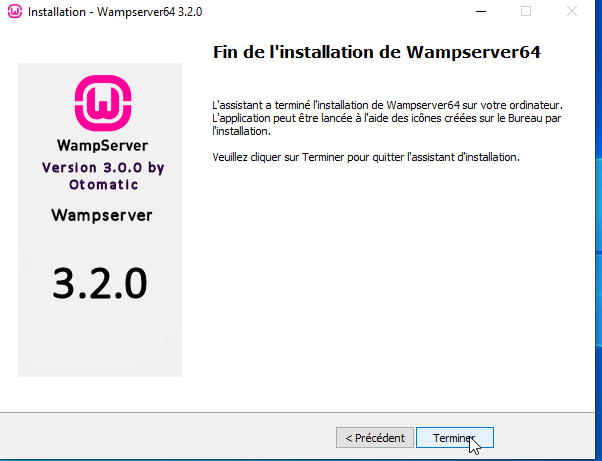 Installation - Wampserver64 3.2.0
Fin de l'installation de Wampserver64
WampServer
Version 3.0.0 by
Otomatic
Wampserver
3.2.0
L'assistant a terminé l'installation de Wampserver64 sur votre ordinateur.
L'application peut être lancée à l'aide des icônes créées sur le Bureau par
l'installation.
Veuillez cliquer sur Terminer pour quitter l'assistant d'installation.
< Précédent
Terminer